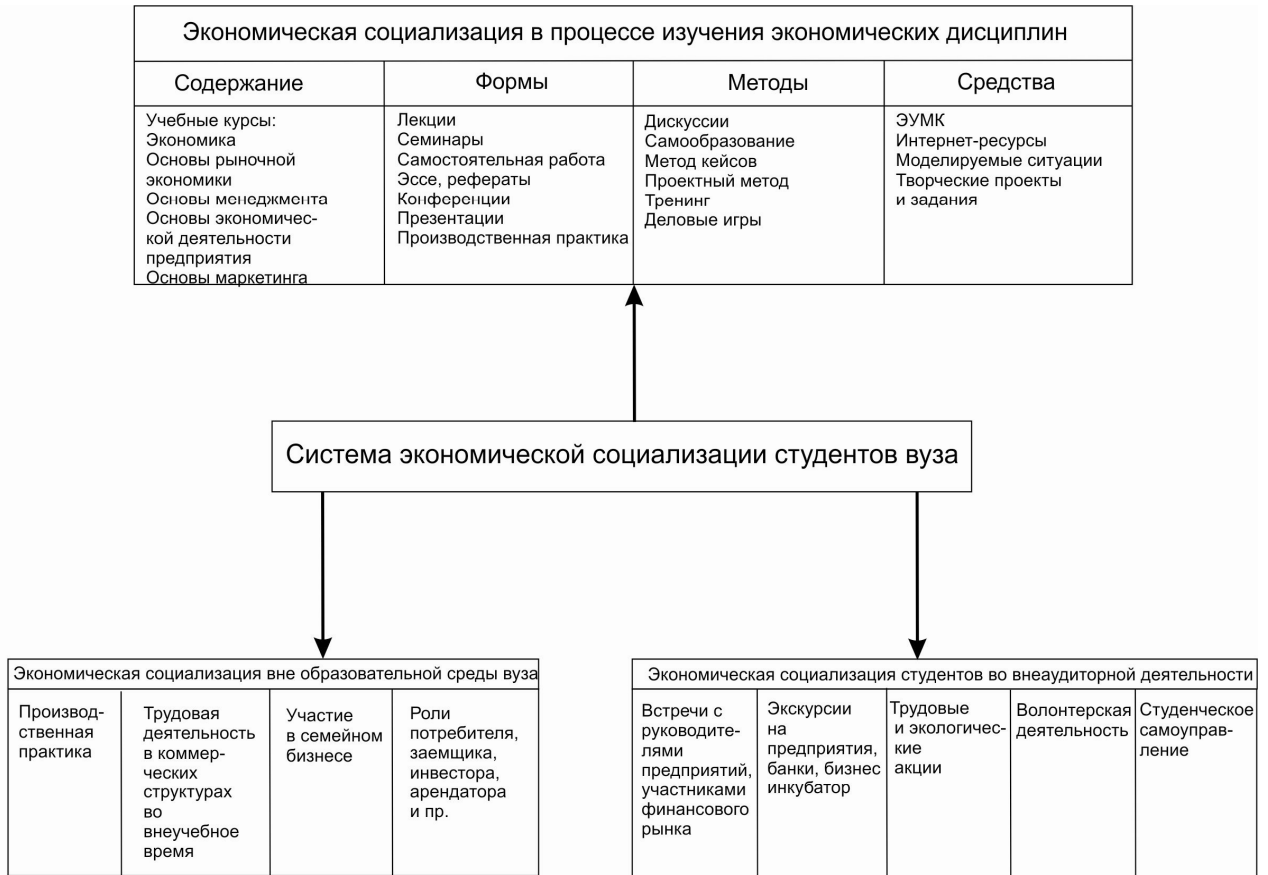 Экономическая социализация в процессе изучения экономических дисциплин
Содержание
Формы
Методы
Средства
Учебные курсы:
Экономика
Основы рыночной
экономики
Основы менеджмента
Основы экономичес-
кой деятельности
предприятия
Основы маркетинга
Лекции
Семинары
Самостоятельная работа
Эссе, рефераты
Конференции
Презентации
Производственная практика
Дискуссии
Самообразование
Метод кейсов
Проектный метод
Тренинг
Деловые игры
ЭУМК
Интернет-ресурсы
Моделируемые ситуации
Творческие проекты
и задания
Система экономической социализации студентов вуза
Экономическая социализация вне образовательной среды вуза
Производ-
ственная
практика
Трудовая
деятельность
в коммер-
ческих
структурах
во
внеучебное
время
Участие
в семейном
бизнесе
Роли
потребителя,
заемщика,
инвестора,
арендатора
и пр.
Экономическая социализация студентов во внеаудиторной деятельности
Встречи с
руководите-
лями
предприятий,
участниками
финансового
рынка
Экскурсии
на
предприятия,
банки, бизнес
инкубатор
Трудовые
и экологичес-
кие
акции
Волонтерская
деятельность
Студенческое
самоуправ-
ление